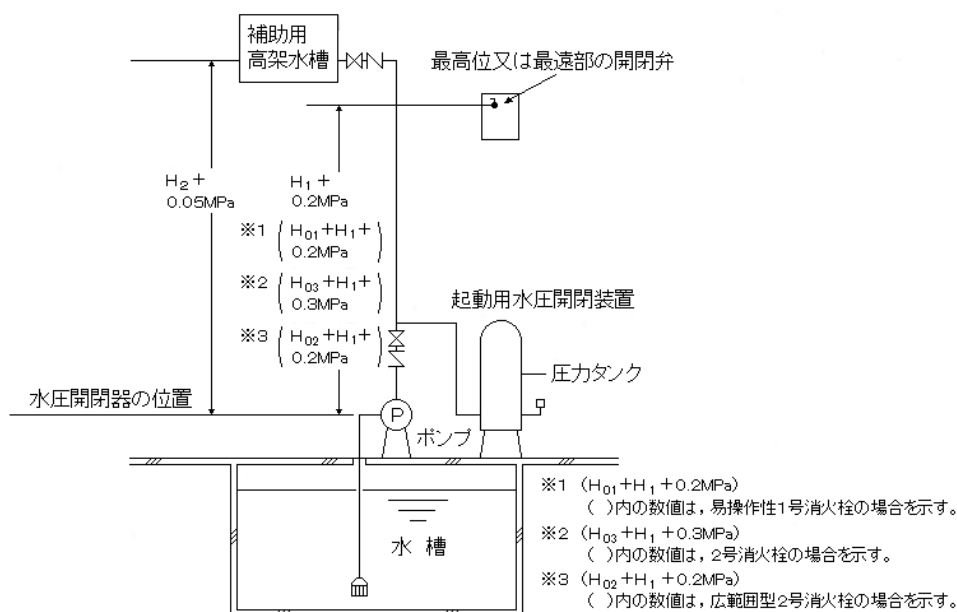 補助用
高架水槽
最高位又は最遠部の開閉弁
H₂+
0.05MPa
H₁+
0.2MPa
※1 (H₀₁+H₁+
0.2MPa)
※2 (H₀₃+H₁+
0.3MPa)
※3 (H₀₂+H₁+
0.2MPa)
起動用水圧開閉装置
圧力タンク
水圧開閉器の位置
P
ポンプ
水 槽
※1 (H₀₁+H₁+0.2MPa)
( )内の数値は,易操作性1号消火栓の場合を示す。
※2 (H₀₃+H₁+0.3MPa)
( )内の数値は,2号消火栓の場合を示す。
※3 (H₀₂+H₁+0.2MPa)
( )内の数値は,広範囲型2号消火栓の場合を示す。